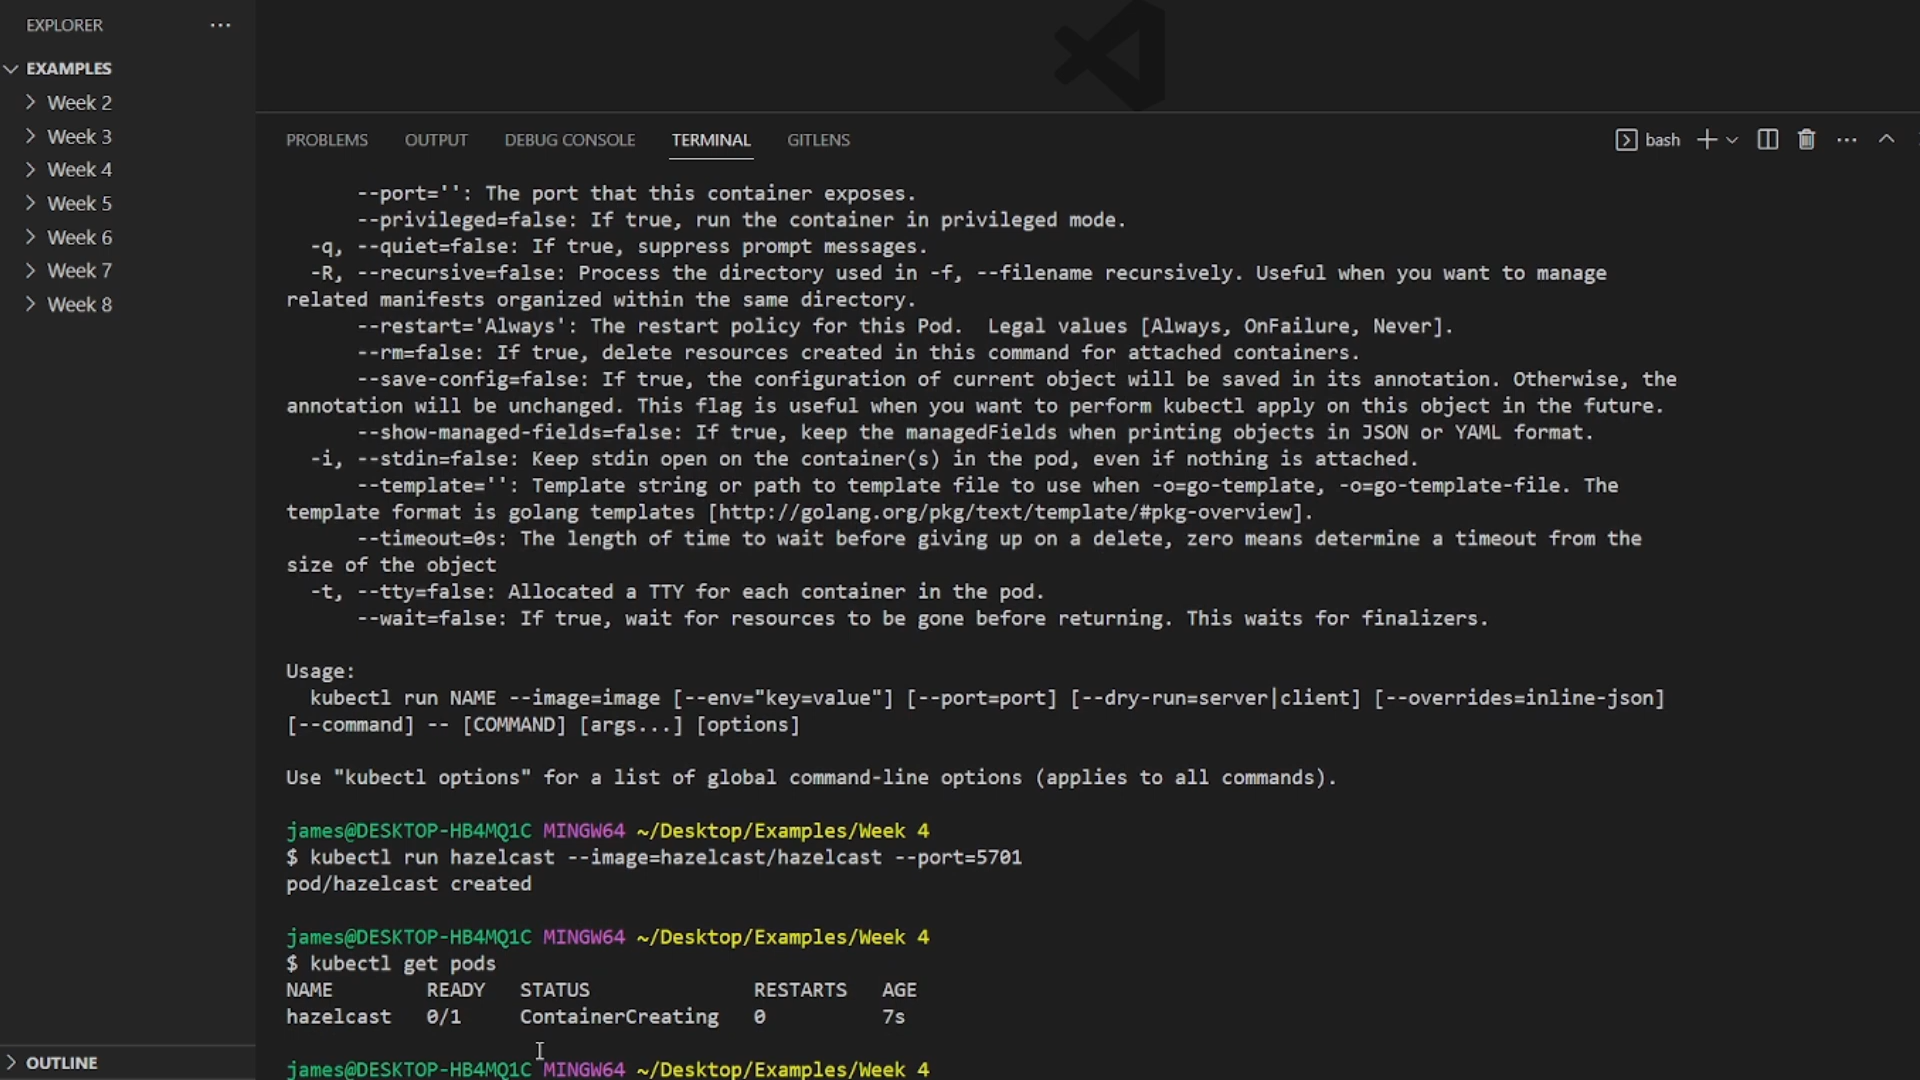 EXPLORER
EXAMPLES
Week 2
Week 3
Week 4
Week 5
Week 6
Week 7
Week 8
OUTLINE
PROBLEMS OUTPUT DEBUG CONSOLE TERMINAL GITLENS bash
--port='': The port that this container exposes.
--privileged=false: If true, run the container in privileged mode.
-q, --quiet=false: If true, suppress prompt messages.
-R, --recursive=false: Process the directory used in -f, --filename recursively. Useful when you want to manage
related manifests organized within the same directory.
--restart='Always': The restart policy for this Pod.  Legal values [Always, OnFailure, Never].
--rm=false: If true, delete resources created in this command for attached containers.
--save-config=false: If true, the configuration of current object will be saved in its annotation. Otherwise, the
annotation will be unchanged. This flag is useful when you want to perform kubectl apply on this object in the future.
--show-managed-fields=false: If true, keep the managedFields when printing objects in JSON or YAML format.
-i, --stdin=false: Keep stdin open on the container(s) in the pod, even if nothing is attached.
--template='': Template string or path to template file to use when -o=go-template, -o=go-template-file. The
template format is golang templates [http://golang.org/pkg/text/template/#pkg-overview].
--timeout=0s: The length of time to wait before giving up on a delete, zero means determine a timeout from the
size of the object
-t, --tty=false: Allocated a TTY for each container in the pod.
--wait=false: If true, wait for resources to be gone before returning. This waits for finalizers.
Usage:
kubectl run NAME --image=image [--env="key=value"] [--port=port] [--dry-run=server|client] [--overrides=inline-json]
[--command] -- [COMMAND] [args...] [options]
Use "kubectl options" for a list of global command-line options (applies to all commands).
james@DESKTOP-HB4MQ1C MINGW64 ~/Desktop/Examples/Week 4
$ kubectl run hazelcast --image=hazelcast/hazelcast --port=5701
pod/hazelcast created
james@DESKTOP-HB4MQ1C MINGW64 ~/Desktop/Examples/Week 4
$ kubectl get pods
NAME READY STATUS RESTARTS AGE
hazelcast 0/1 ContainerCreating 0 7s
james@DESKTOP-HB4MQ1C MINGW64 ~/Desktop/Examples/Week 4